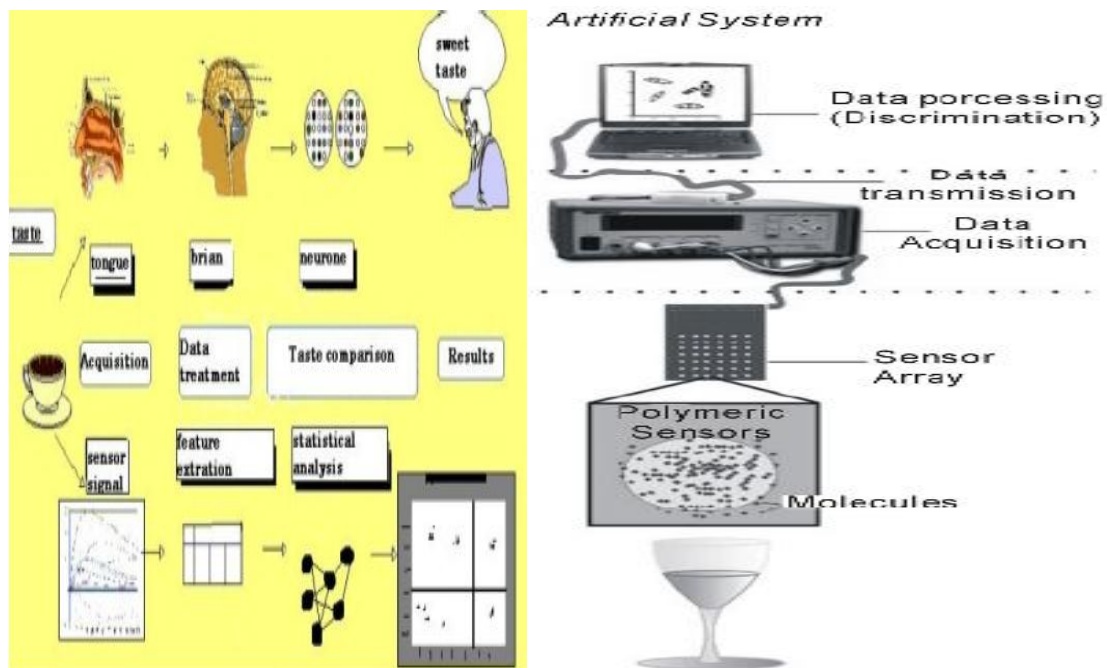 sweet
taste
taste
tongue
brian
neurone
Acquisition
Data
treatment
Taste comparison
Results
sensor
signal
feature
extration
statistical
analysis
Artificial System
Data porcessing
(Discrimination)
Data
transmission
Data
Acquisition
Sensor
Array
Polymeric
Sensors
Molecules